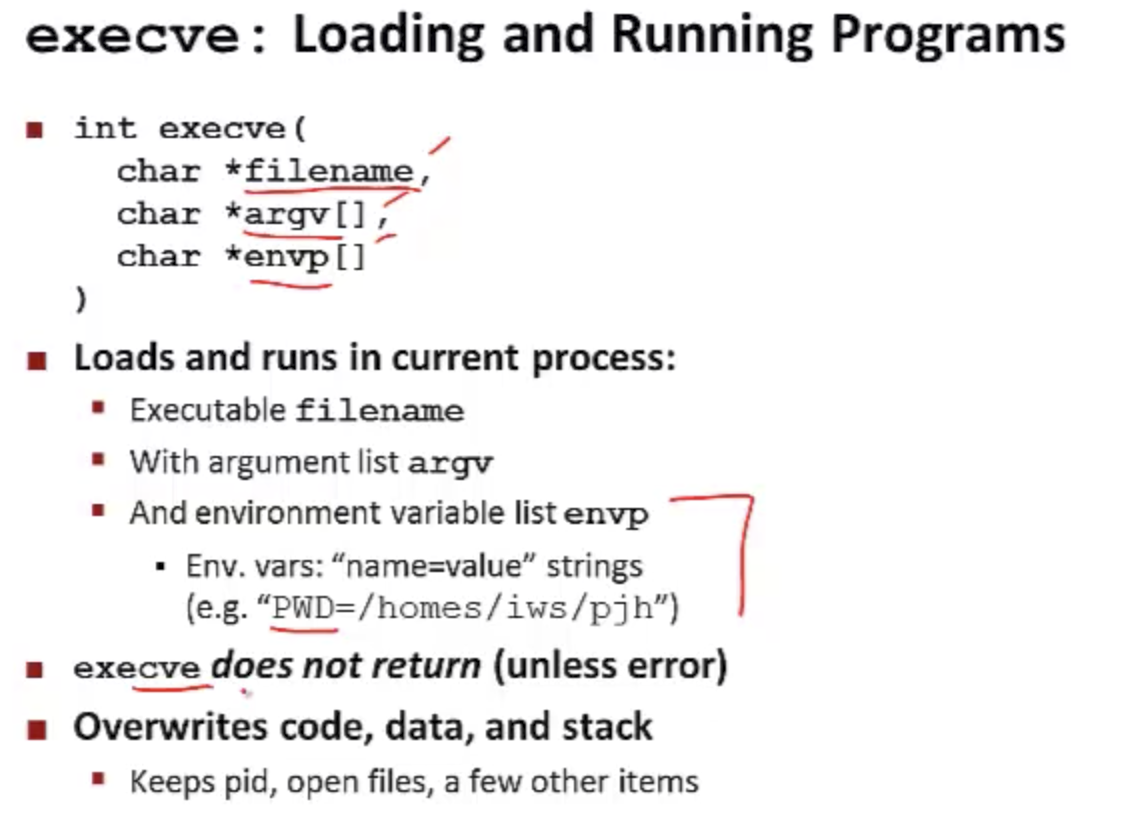 execve: Loading and Running Programs
■ int execve(
char *filename,
char *argv[],
char *envp[]
)
■ Loads and runs in current process:
▪ Executable filename
▪ With argument list argv
▪ And environment variable list envp
▪ Env. vars: “name=value” strings
(e.g. “PWD=/homes/iws/pjh”)
■ execve does not return (unless error)
■ Overwrites code, data, and stack
▪ Keeps pid, open files, a few other items